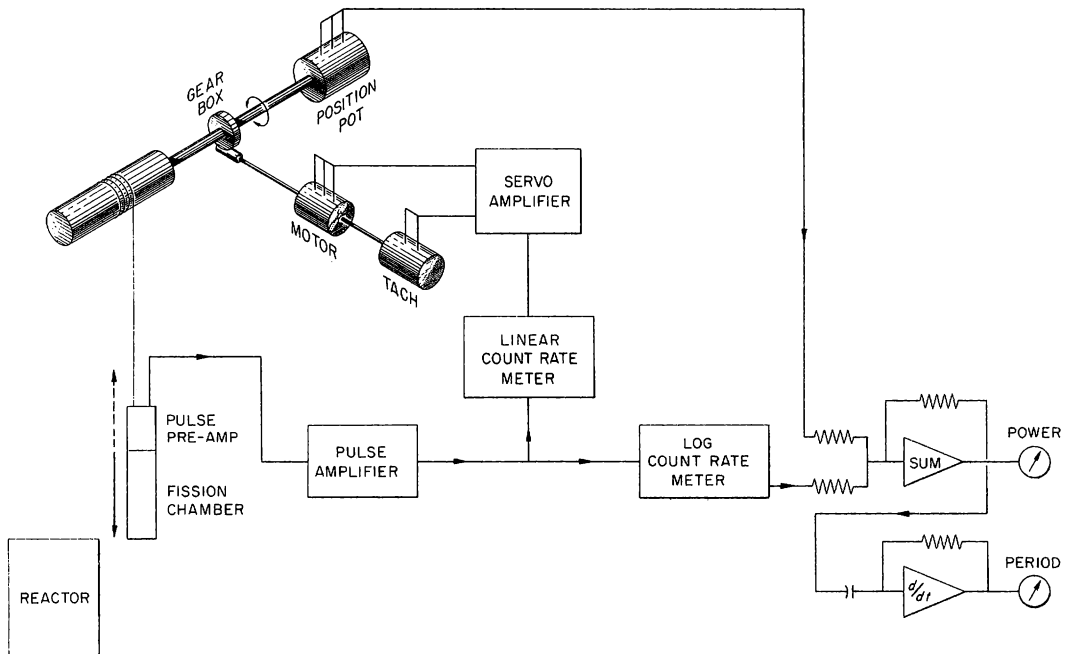 GEAR
BOX
POSITION
POT
MOTOR
TACH
SERVO
AMPLIFIER
LINEAR
COUNT RATE
METER
PULSE
PRE-AMP
FISSION
CHAMBER
PULSE
AMPLIFIER
LOG
COUNT RATE
METER
SUM
POWER
REACTOR
d/dt
PERIOD